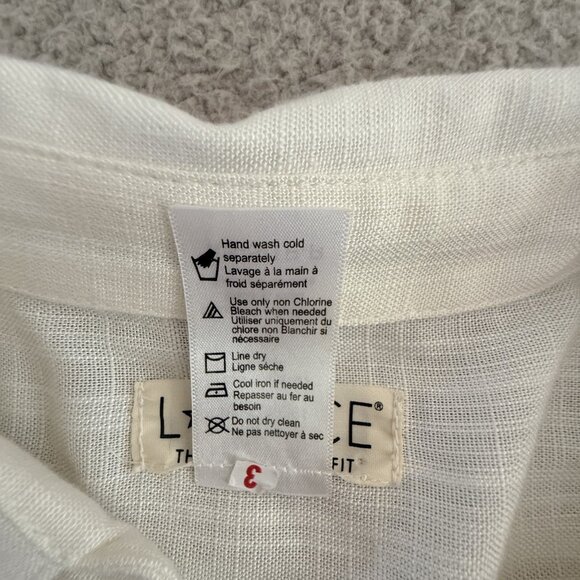 Hand wash cold
separately
Lavage à la main à
froid séparément
Use only non Chlorine
Bleach when needed
Utiliser uniquement du
chlore non Blanchir si
nécessaire
Line dry
Ligne sèche
Cool iron if needed
Repasser au fer au
besoin
Do not dry clean
Ne pas nettoyer à sec
3
FIT